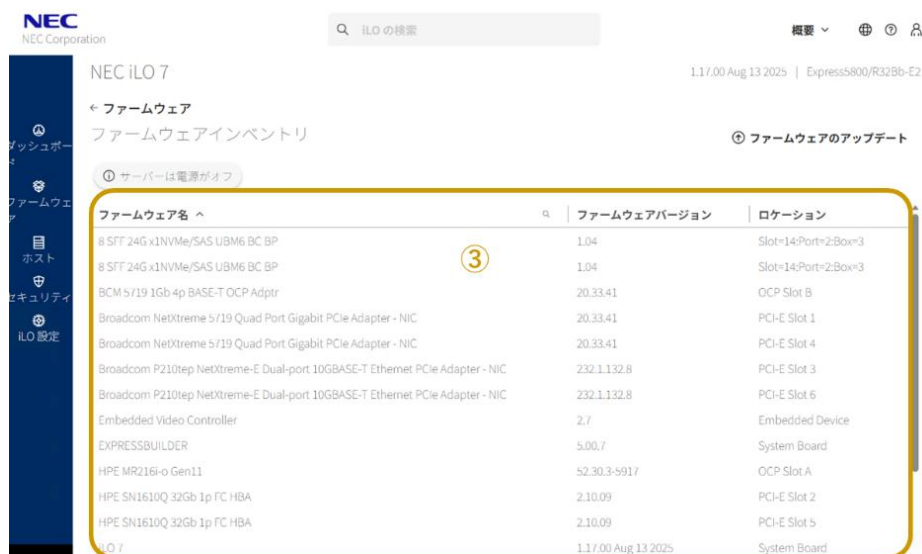 NEC
NEC Corporation
iLO の検索
概要
NEC iLO 7
1.17.00 Aug 13 2025 | Express5800/R32Bb-E2
← ファームウェア
ファームウェアインベントリ
ファームウェアのアップデート
サーバーは電源がオフ
ダッシュボー
ド
ファームウェ
ア
ホスト
セキュリティ
iLO 設定
③
ファームウェア名 ファームウェアバージョン ロケーション
8 SFF 24G x1NVMe/SAS UBM6 BC BP 1.04 Slot=14:Port=2:Box=3
8 SFF 24G x1NVMe/SAS UBM6 BC BP 1.04 Slot=14:Port=2:Box=3
BCM 5719 1Gb 4p BASE-T OCP Adptr 20.33.41 OCP Slot B
Broadcom NetXtreme 5719 Quad Port Gigabit PCIe Adapter - NIC 20.33.41 PCI-E Slot 1
Broadcom NetXtreme 5719 Quad Port Gigabit PCIe Adapter - NIC 20.33.41 PCI-E Slot 4
Broadcom P210tep NetXtreme-E Dual-port 10GBASE-T Ethernet PCIe Adapter - NIC 232.1.132.8 PCI-E Slot 3
Broadcom P210tep NetXtreme-E Dual-port 10GBASE-T Ethernet PCIe Adapter - NIC 232.1.132.8 PCI-E Slot 6
Embedded Video Controller 2.7 Embedded Device
EXPRESSBUILDER 5.00.7 System Board
HPE MR216i-o Gen11 52.30.3-5917 OCP Slot A
HPE SN1610Q 32Gb 1p FC HBA 2.10.09 PCI-E Slot 2
HPE SN1610Q 32Gb 1p FC HBA 2.10.09 PCI-E Slot 5
iLO 7 1.17.00 Aug 13 2025 System Board